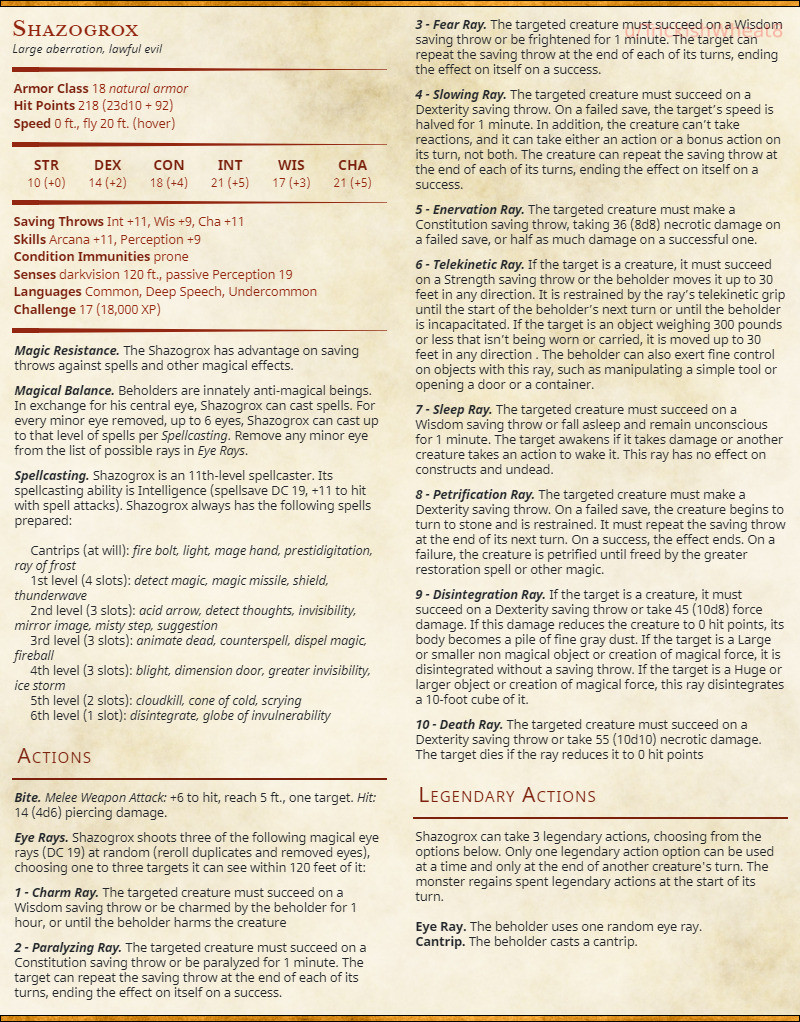 Shazogrox
Large aberration, lawful evil
Armor Class 18 natural armor
Hit Points 218 (23d10 + 92)
Speed 0 ft., fly 20 ft. (hover)
STR DEX CON INT WIS CHA
10 (+0) 14 (+2) 18 (+4) 21 (+5) 17 (+3) 21 (+5)
Saving Throws Int +11, Wis +9, Cha +11
Skills Arcana +11, Perception +9
Condition Immunities prone
Senses darkvision 120 ft., passive Perception 19
Languages Common, Deep Speech, Undercommon
Challenge 17 (18,000 XP)
Magic Resistance. The Shazogrox has advantage on saving
throws against spells and other magical effects.
Magical Balance. Beholders are innately anti-magical beings.
In exchange for his central eye, Shazogrox can cast spells. For
every minor eye removed, up to 6 eyes, Shazogrox can cast up
to that level of spells per Spellcasting. Remove any minor eye
from the list of possible rays in Eye Rays.
Spellcasting. Shazogrox is an 11th-level spellcaster. Its
spellcasting ability is Intelligence (spellsave DC 19, +11 to hit
with spell attacks). Shazogrox always has the following spells
prepared:
Cantrips (at will): fire bolt, light, mage hand, prestidigitation,
ray of frost
1st level (4 slots): detect magic, magic missile, shield,
thunderwave
2nd level (3 slots): acid arrow, detect thoughts, invisibility,
mirror image, misty step, suggestion
3rd level (3 slots): animate dead, counterspell, dispel magic,
fireball
4th level (3 slots): blight, dimension door, greater invisibility,
ice storm
5th level (2 slots): cloudkill, cone of cold, scrying
6th level (1 slot): disintegrate, globe of invulnerability
Actions
Bite. Melee Weapon Attack: +6 to hit, reach 5 ft., one target. Hit:
14 (4d6) piercing damage.
Eye Rays. Shazogrox shoots three of the following magical eye
rays (DC 19) at random (reroll duplicates and removed eyes),
choosing one to three targets it can see within 120 feet of it:
1 - Charm Ray. The targeted creature must succeed on a
Wisdom saving throw or be charmed by the beholder for 1
hour, or until the beholder harms the creature
2 - Paralyzing Ray. The targeted creature must succeed on a
Constitution saving throw or be paralyzed for 1 minute. The
target can repeat the saving throw at the end of each of its
turns, ending the effect on itself on a success.
3 - Fear Ray. The targeted creature must succeed on a Wisdom
saving throw or be frightened for 1 minute. The target can
repeat the saving throw at the end of each of its turns, ending
the effect on itself on a success.
4 - Slowing Ray. The targeted creature must succeed on a
Dexterity saving throw. On a failed save, the target's speed is
halved for 1 minute. In addition, the creature can't take
reactions, and it can take either an action or a bonus action on
its turn, not both. The creature can repeat the saving throw at
the end of each of its turns, ending the effect on itself on a
success.
5 - Enervation Ray. The targeted creature must make a
Constitution saving throw, taking 36 (8d8) necrotic damage on
a failed save, or half as much damage on a successful one.
6 - Telekinetic Ray. If the target is a creature, it must succeed
on a Strength saving throw or the beholder moves it up to 30
feet in any direction. It is restrained by the ray's telekinetic grip
until the start of the beholder's next turn or until the beholder
is incapacitated. If the target is an object weighing 300 pounds
or less that isn't being worn or carried, it is moved up to 30
feet in any direction . The beholder can also exert fine control
on objects with this ray, such as manipulating a simple tool or
opening a door or a container.
7 - Sleep Ray. The targeted creature must succeed on a
Wisdom saving throw or fall asleep and remain unconscious
for 1 minute. The target awakens if it takes damage or another
creature takes an action to wake it. This ray has no effect on
constructs and undead.
8 - Petrification Ray. The targeted creature must make a
Dexterity saving throw. On a failed save, the creature begins to
turn to stone and is restrained. It must repeat the saving throw
at the end of its next turn. On a success, the effect ends. On a
failure, the creature is petrified until freed by the greater
restoration spell or other magic.
9 - Disintegration Ray. If the target is a creature, it must
succeed on a Dexterity saving throw or take 45 (10d8) force
damage. If this damage reduces the creature to 0 hit points, its
body becomes a pile of fine gray dust. If the target is a Large
or smaller non magical object or creation of magical force, it is
disintegrated without a saving throw. If the target is a Huge or
larger object or creation of magical force, this ray disintegrates
a 10-foot cube of it.
10 - Death Ray. The targeted creature must succeed on a
Dexterity saving throw or take 55 (10d10) necrotic damage.
The target dies if the ray reduces it to 0 hit points
Legendary Actions
Shazogrox can take 3 legendary actions, choosing from the
options below. Only one legendary action option can be used
at a time and only at the end of another creature's turn. The
monster regains spent legendary actions at the start of its
turn.
Eye Ray. The beholder uses one random eye ray.
Cantrip. The beholder casts a cantrip.